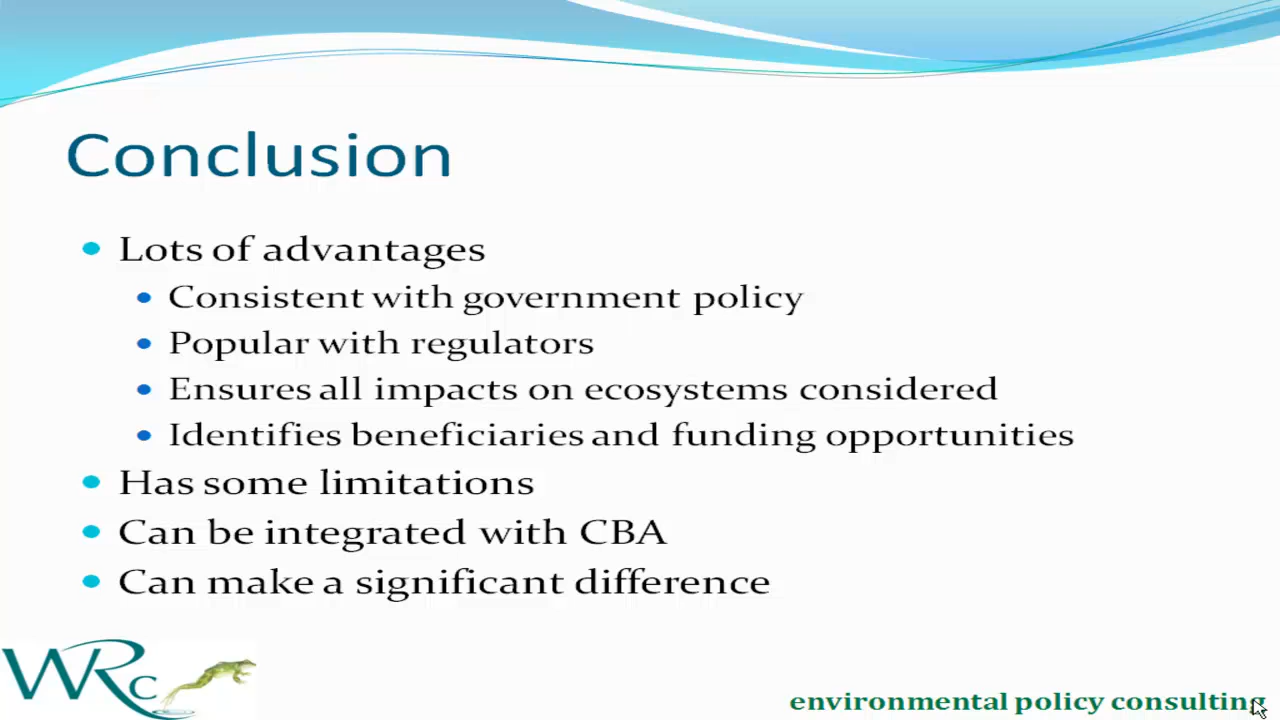 Conclusion
Lots of advantages
Consistent with government policy
Popular with regulators
Ensures all impacts on ecosystems considered
Identifies beneficiaries and funding opportunities
Has some limitations
Can be integrated with CBA
Can make a significant difference
WRc
environmental policy consulting